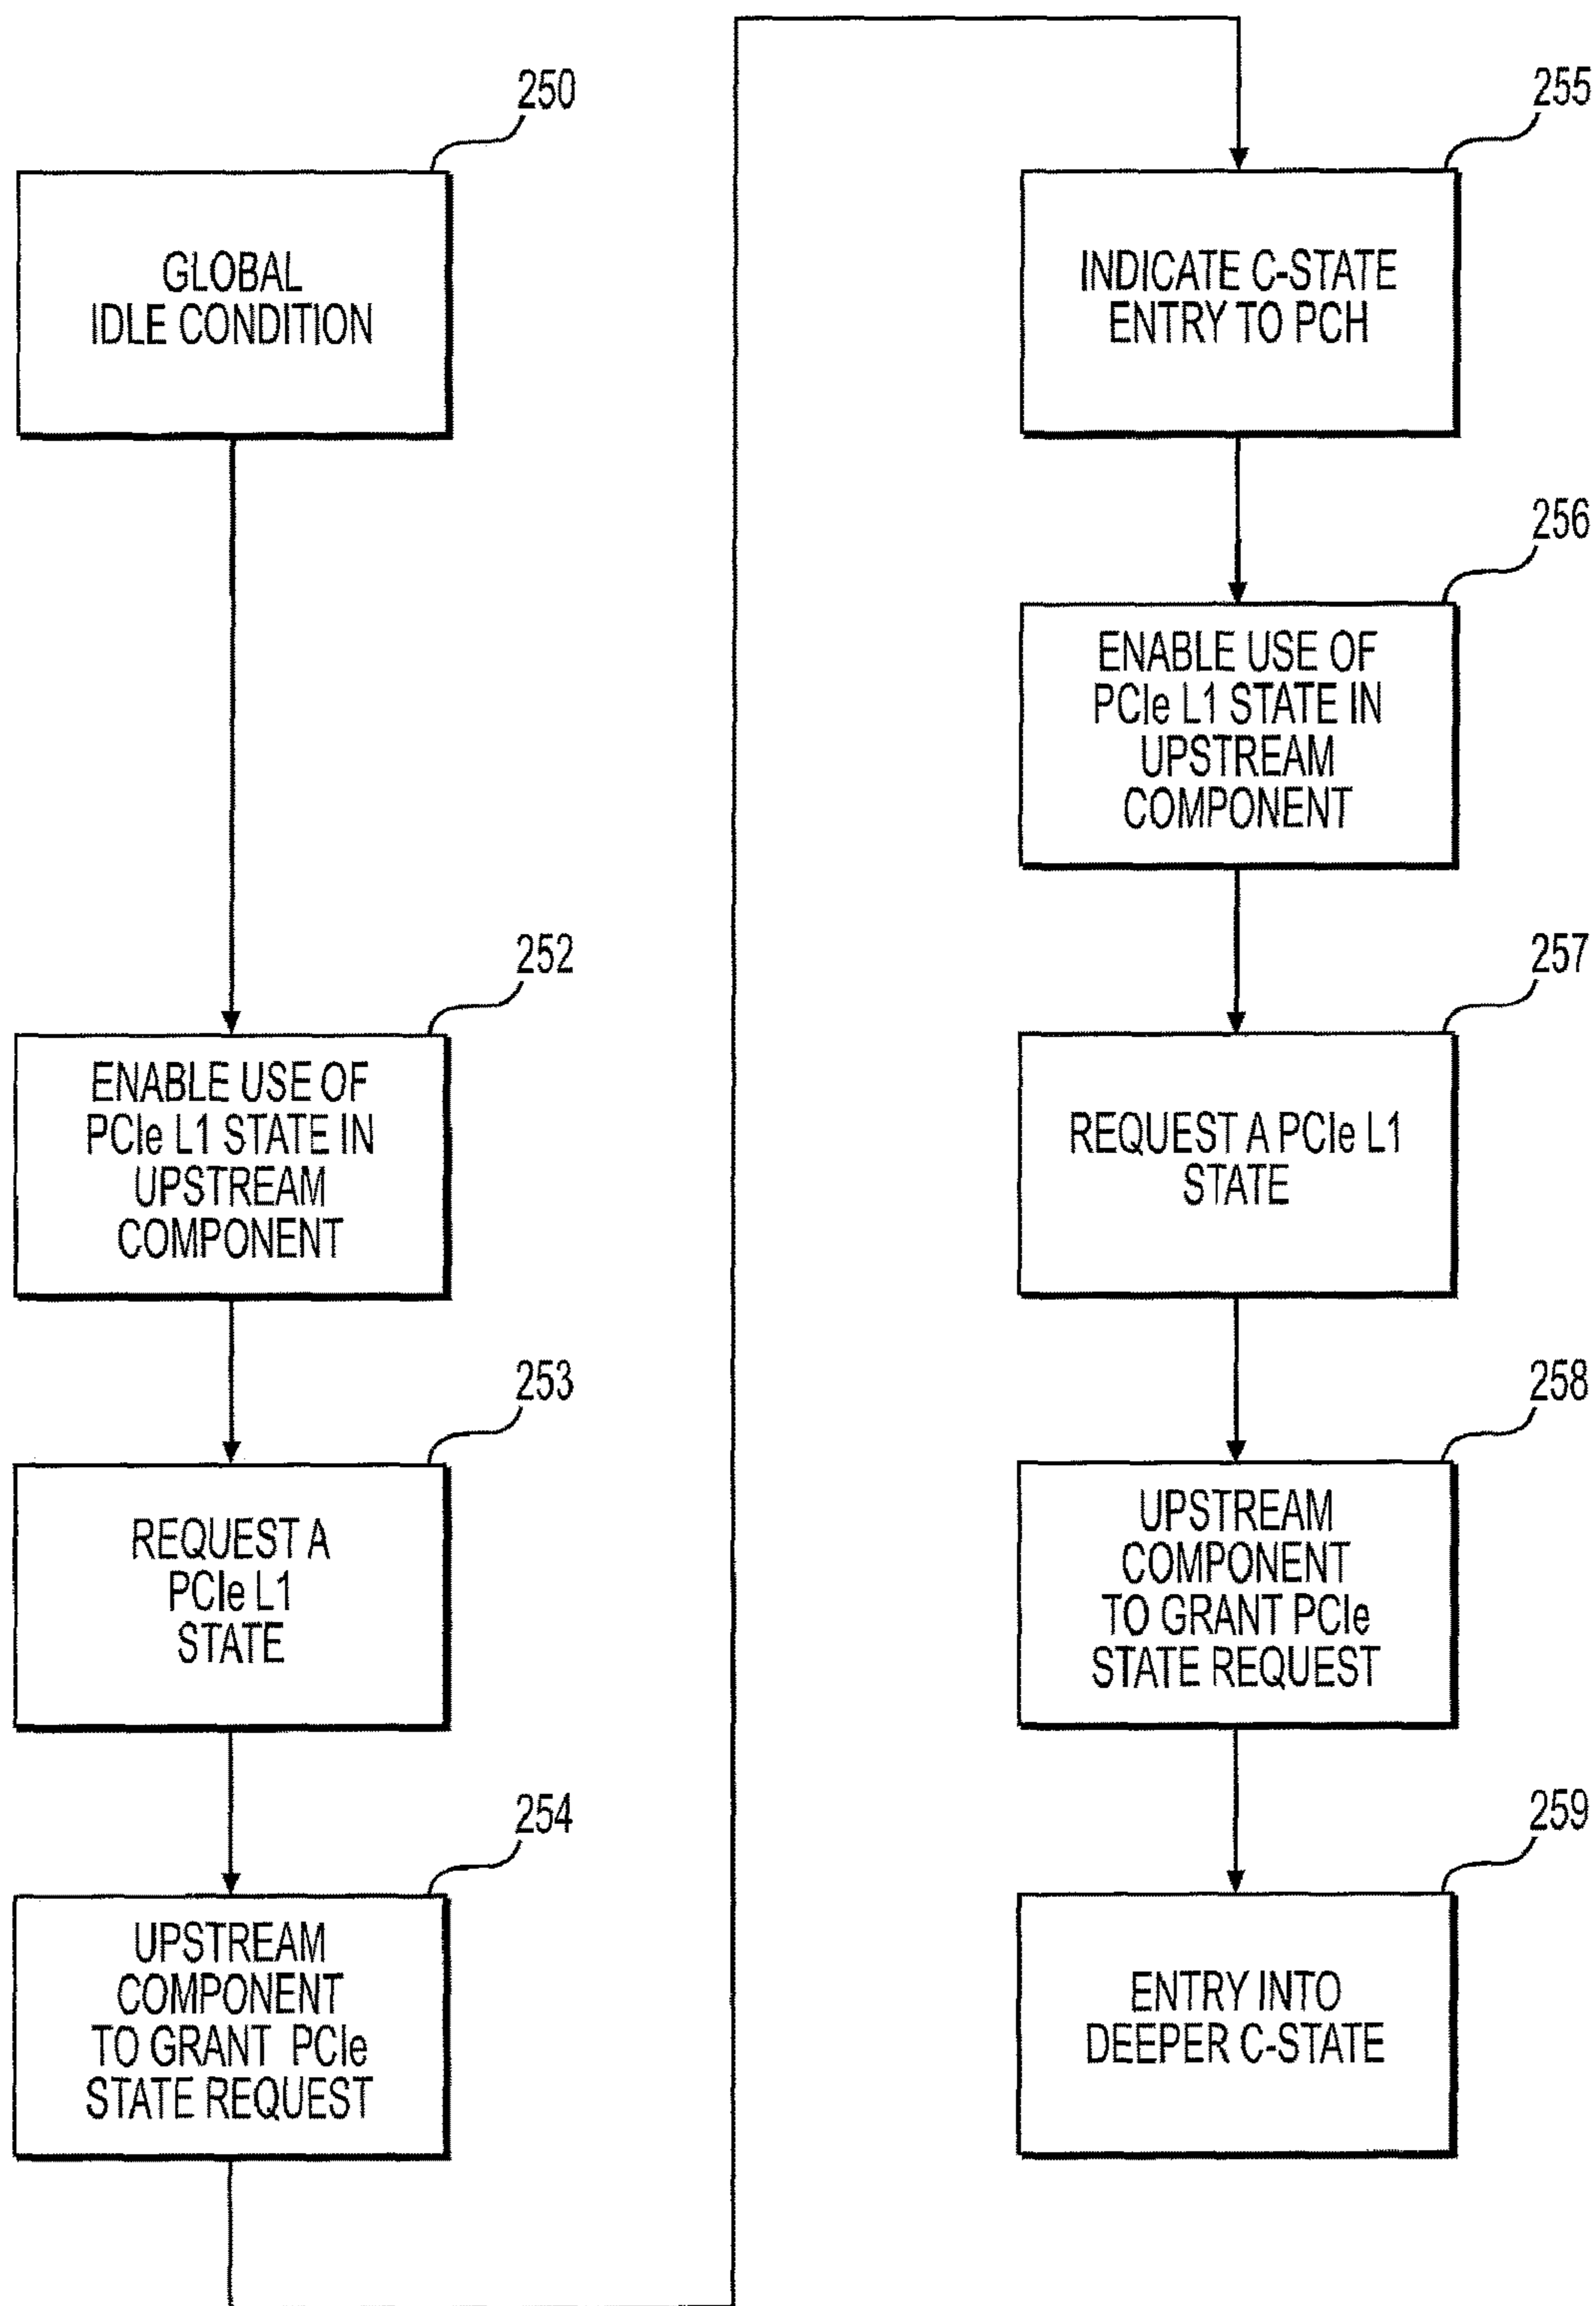 250
GLOBAL
IDLE CONDITION
252
ENABLE USE OF
PCIe L1 STATE IN
UPSTREAM
COMPONENT
253
REQUEST A
PCIe L1
STATE
254
UPSTREAM
COMPONENT
TO GRANT PCIe
STATE REQUEST
255
INDICATE C-STATE
ENTRY TO PCH
256
ENABLE USE OF
PCIe L1 STATE IN
UPSTREAM
COMPONENT
257
REQUEST A PCIe L1
STATE
258
UPSTREAM
COMPONENT
TO GRANT PCIe
STATE REQUEST
259
ENTRY INTO
DEEPER C-STATE